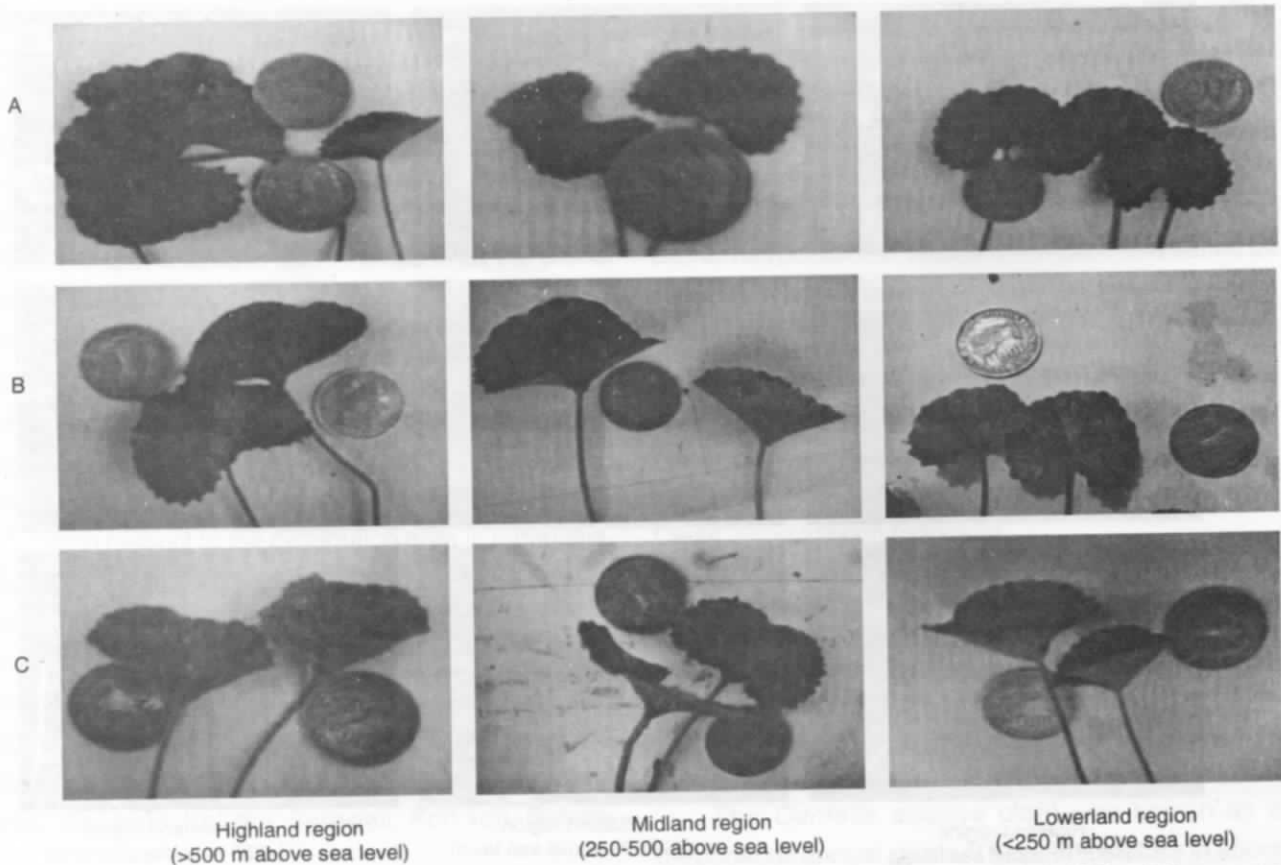 A
B
C
Highland region
(>500 m above sea level)
Midland region
(250-500 above sea level)
Lowerland region
(<250 m above sea level)